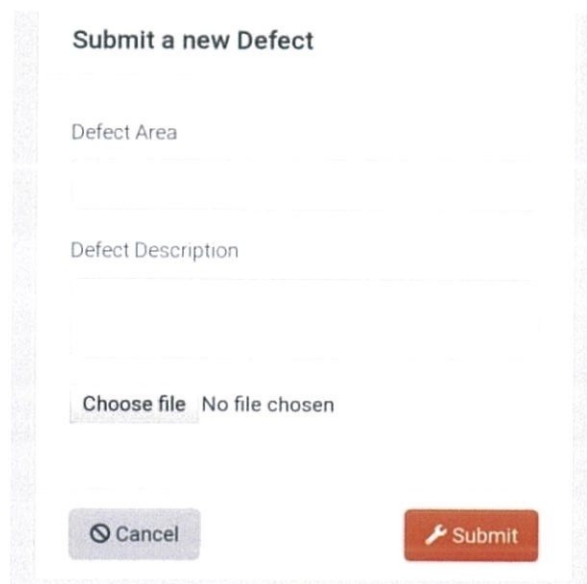 Submit a new Defect
Defect Area
Defect Description
Choose file No file chosen
Cancel
Submit